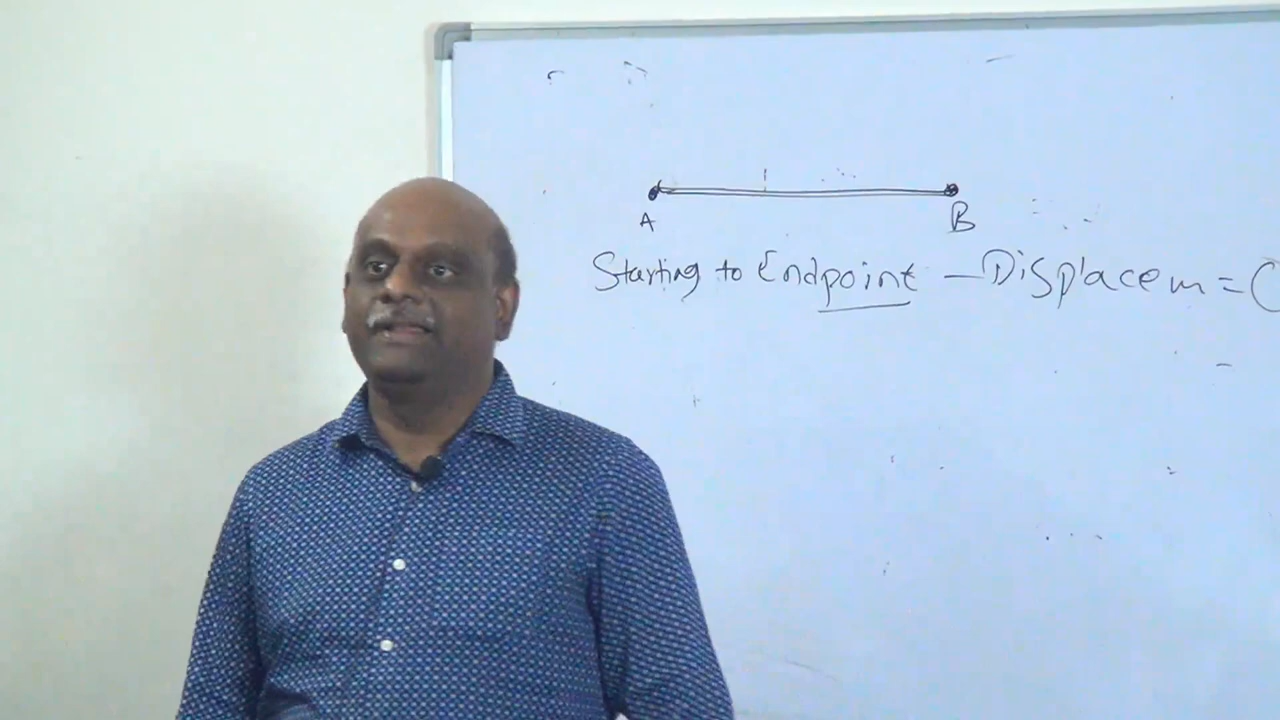 A B
Starting to Endpoint — Displacem =